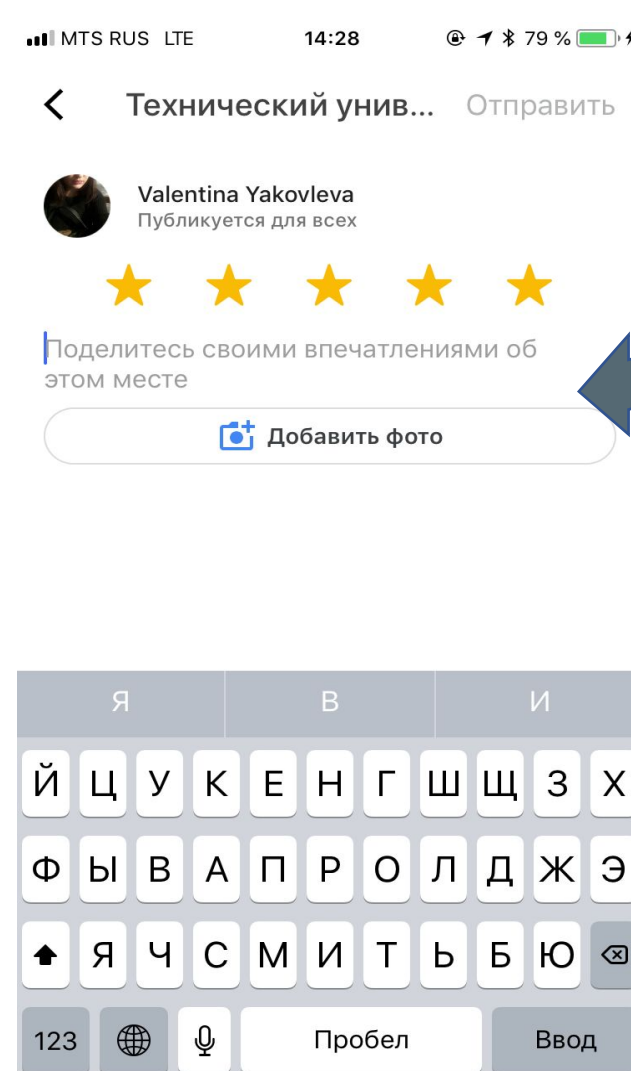 MTS RUS LTE 14:28 79 %
Технический унив... Отправить
Valentina Yakovleva
Публикуется для всех
Поделитесь своими впечатлениями об
этом месте
Добавить фото
Я В И
Й Ц У К Е Н Г Ш Щ З Х
Ф Ы В А П Р О Л Д Ж Э
Я Ч С М И Т Ь Б Ю
123 Пробел Ввод